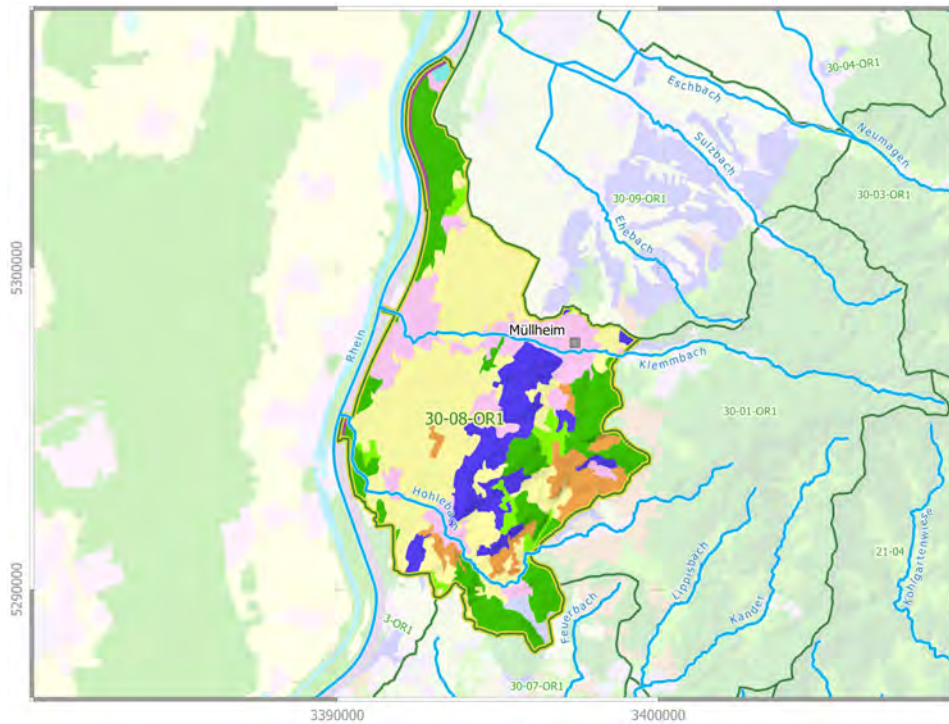 30-04-OR1
Eschbach
Neumagen
Sulzbach
30-03-OR1
30-09-OR1
Ehebach
5300000
Müllheim
Rhein
Klemmbach
30-01-OR1
30-08-OR1
Hohlebach
Lippisbach
Kander
21-04
Kohlgartenwiese
5290000
Feuerbach
3-OR1
30-07-OR1
3390000
3400000